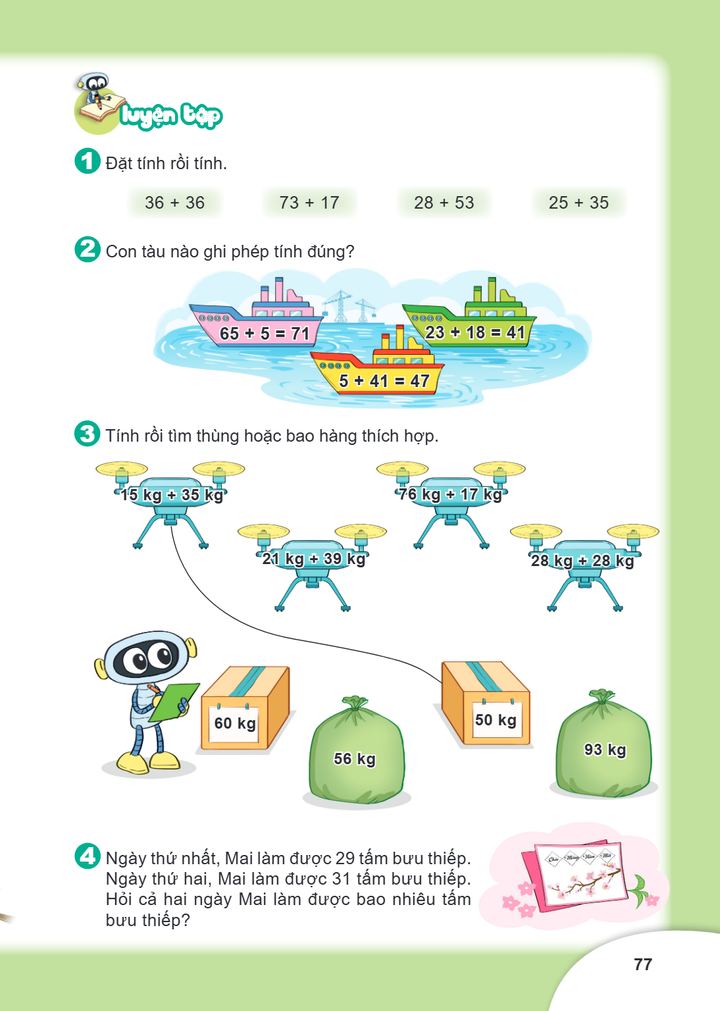 luyện tập
1 Đặt tính rồi tính.
36 + 36 73 + 17 28 + 53 25 + 35
2 Con tàu nào ghi phép tính đúng?
65 + 5 = 71 23 + 18 = 41
5 + 41 = 47
3 Tính rồi tìm thùng hoặc bao hàng thích hợp.
15 kg + 35 kg 76 kg + 17 kg
21 kg + 39 kg 28 kg + 28 kg
60 kg 56 kg 50 kg 93 kg
4 Ngày thứ nhất, Mai làm được 29 tấm bưu thiếp.
Ngày thứ hai, Mai làm được 31 tấm bưu thiếp.
Hỏi cả hai ngày Mai làm được bao nhiêu tấm
bưu thiếp?
Chúc Mừng Năm Mới
77